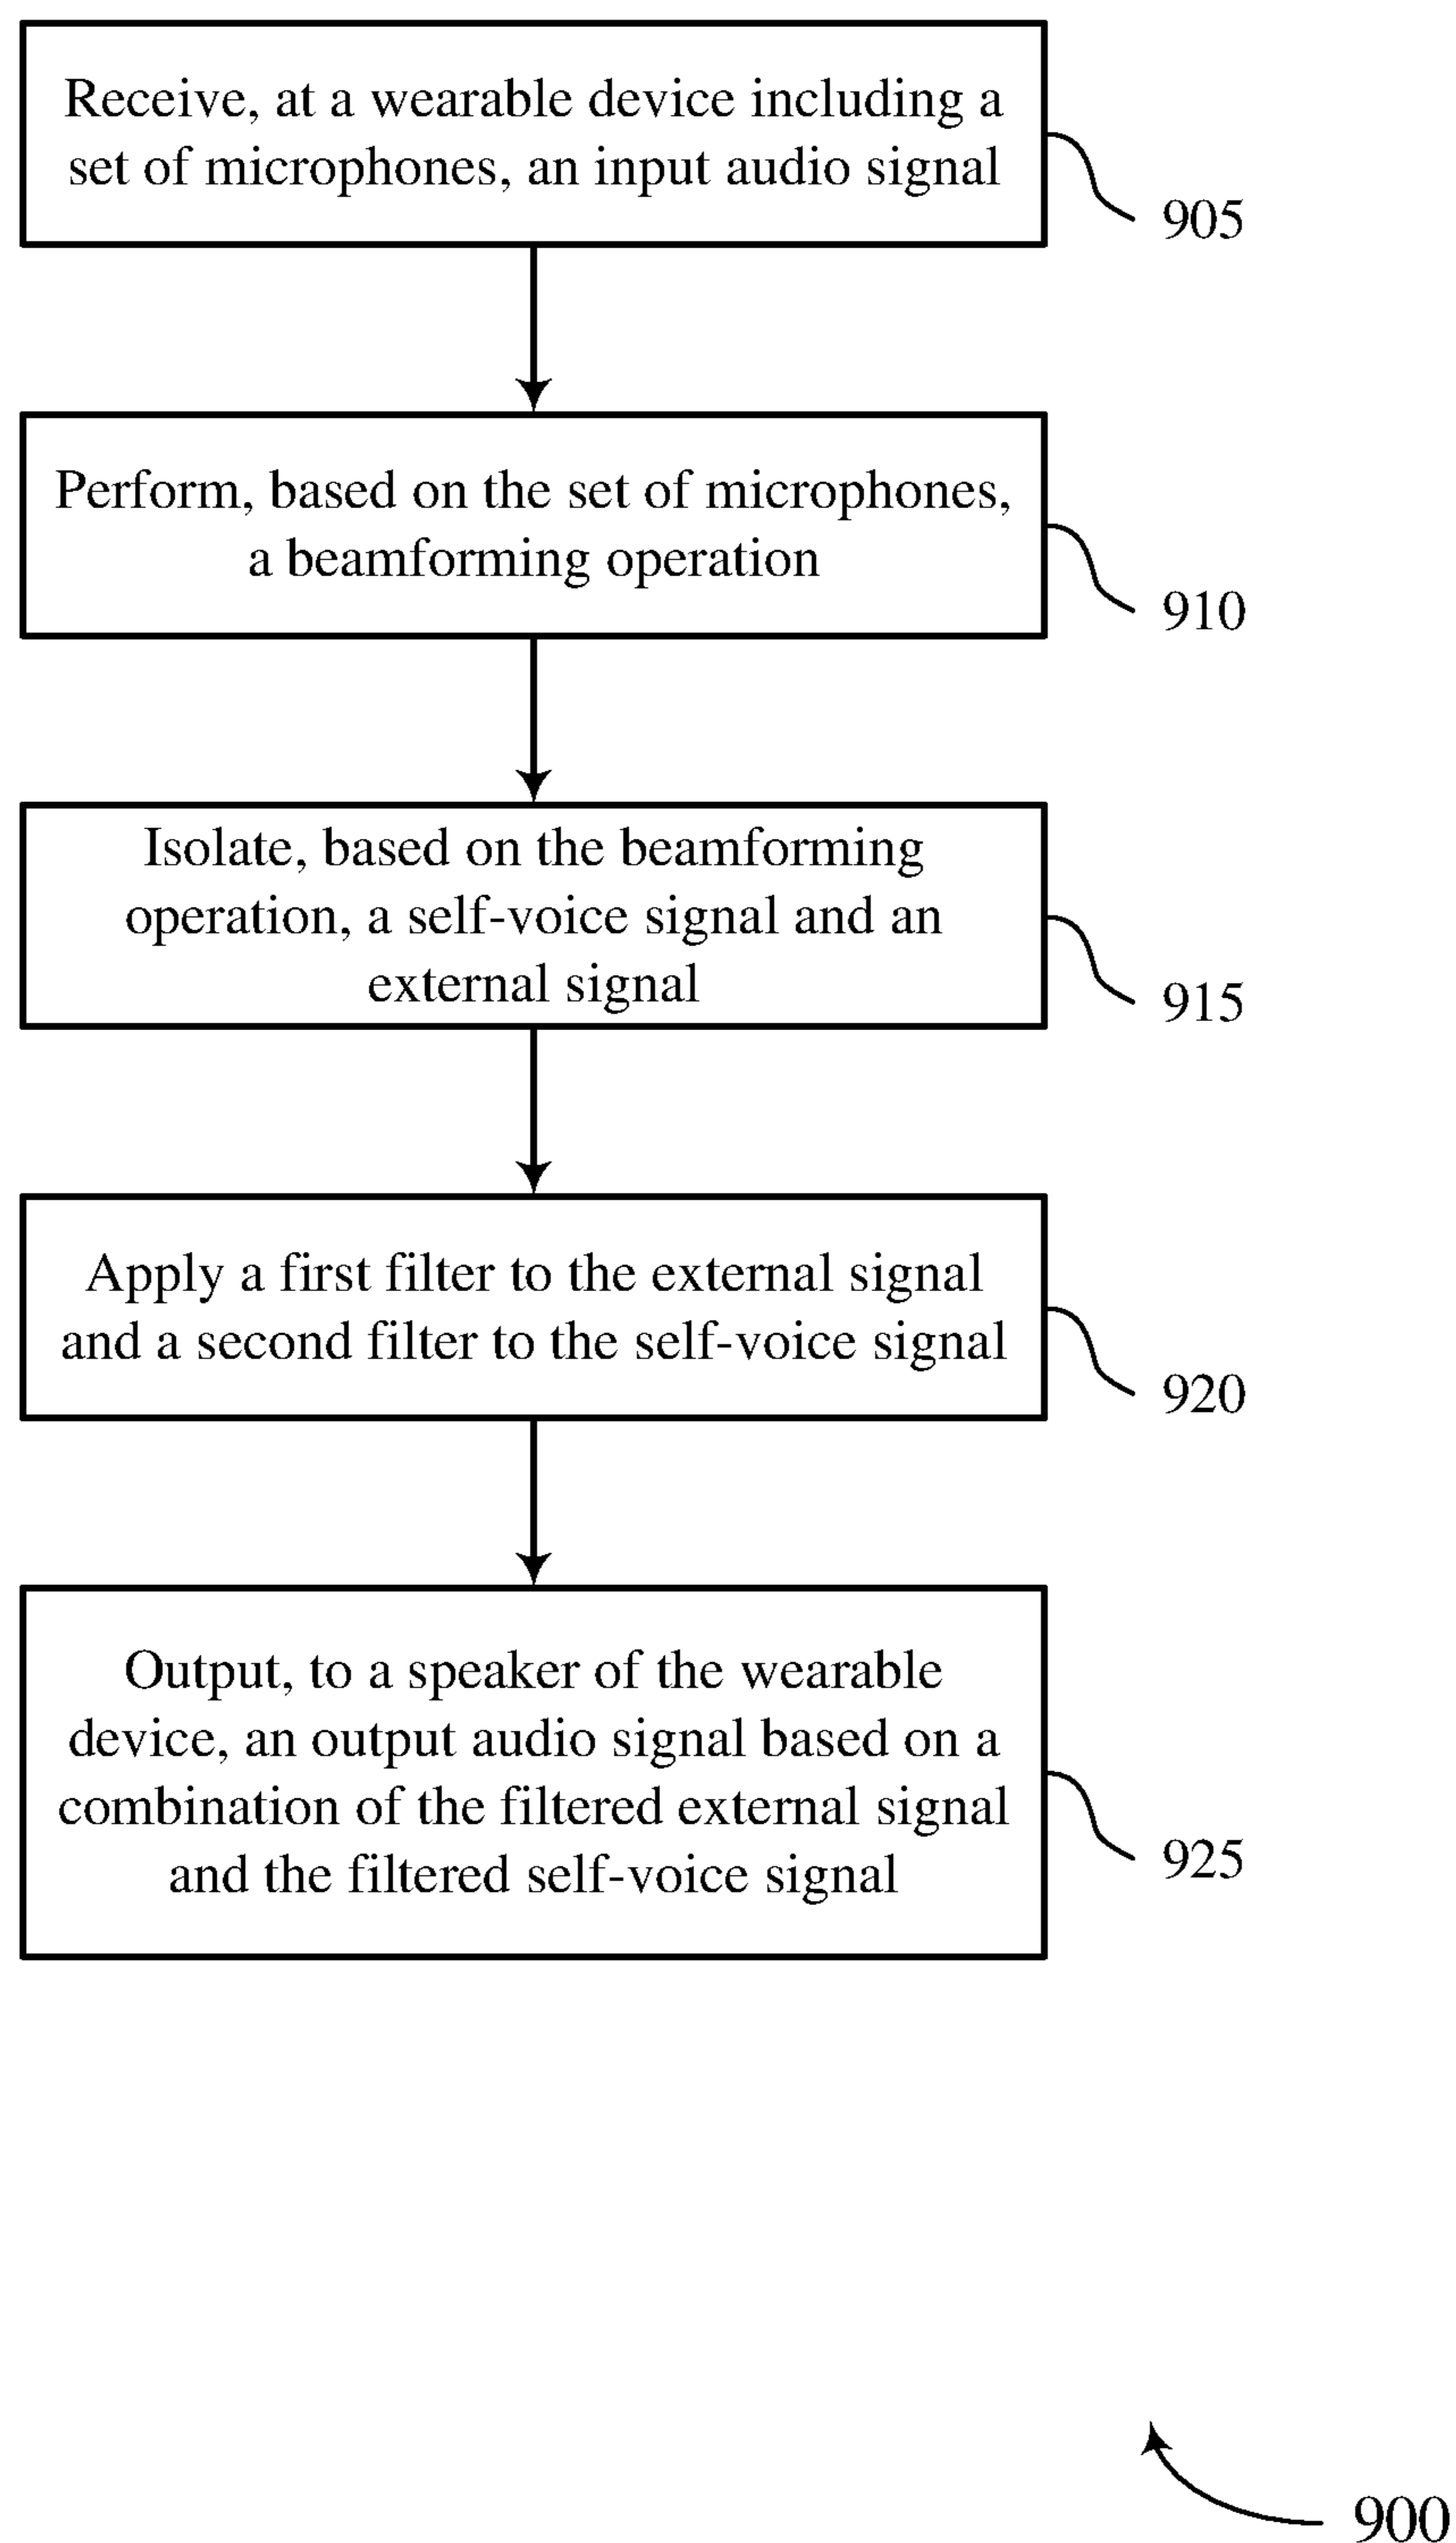 Receive, at a wearable device including a
set of microphones, an input audio signal
905
Perform, based on the set of microphones,
a beamforming operation
910
Isolate, based on the beamforming
operation, a self-voice signal and an
external signal
915
Apply a first filter to the external signal
and a second filter to the self-voice signal
920
Output, to a speaker of the wearable
device, an output audio signal based on a
combination of the filtered external signal
and the filtered self-voice signal
925
900